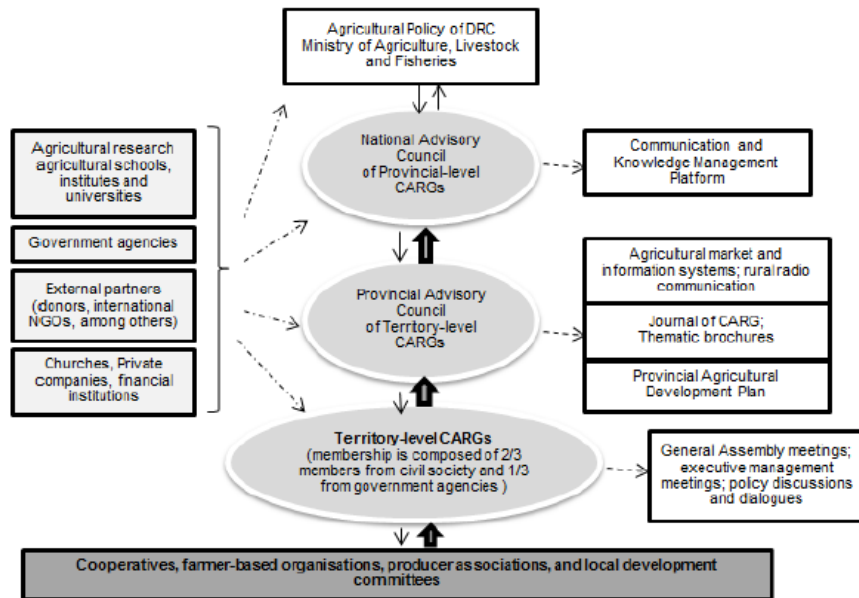 Agricultural Policy of DRC
Ministry of Agriculture, Livestock
and Fisheries
Agricultural research
agricultural schools,
institutes and
universities
Government agencies
External partners
(donors, international
NGOs, among others)
Churches, Private
companies, financial
institutions
National Advisory
Council
of Provincial-level
CARGs
Communication and
Knowledge Management
Platform
Provincial Advisory
Council
of Territory-level
CARGs
Agricultural market and
information systems; rural radio
communication
Journal of CARG;
Thematic brochures
Provincial Agricultural
Development Plan
Territory-level CARGs
(membership is composed of 2/3
members from civil society and 1/3
from government agencies )
General Assembly meetings;
executive management
meetings; policy discussions
and dialogues
Cooperatives, farmer-based organisations, producer associations, and local development
committees